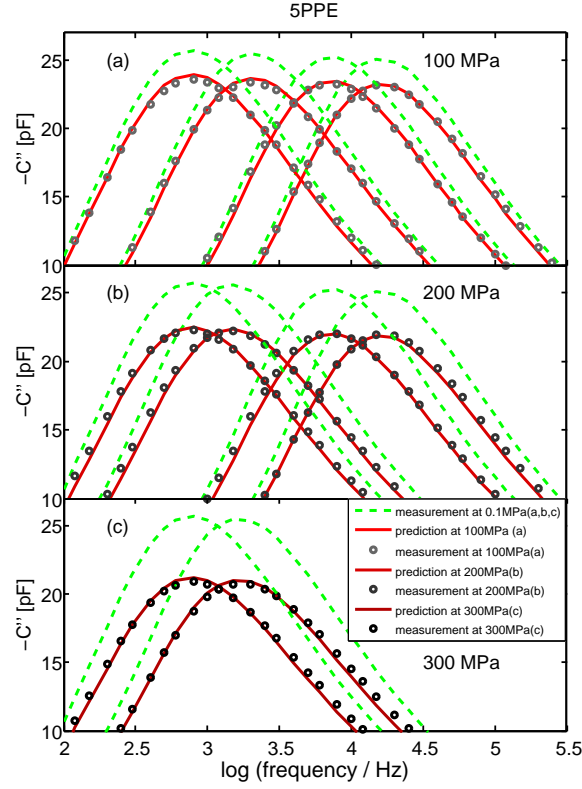 5PPE
(a)
100 MPa
−C'' [pF]
25
20
15
10
(b)
200 MPa
−C'' [pF]
25
20
15
10
(c)
300 MPa
−C'' [pF]
25
20
15
10
measurement at 0.1MPa(a,b,c)
prediction at 100MPa (a)
measurement at 100MPa(a)
prediction at 200MPa(b)
measurement at 200MPa(b)
prediction at 300MPa(c)
measurement at 300MPa(c)
2 2.5 3 3.5 4 4.5 5 5.5
log (frequency / Hz)